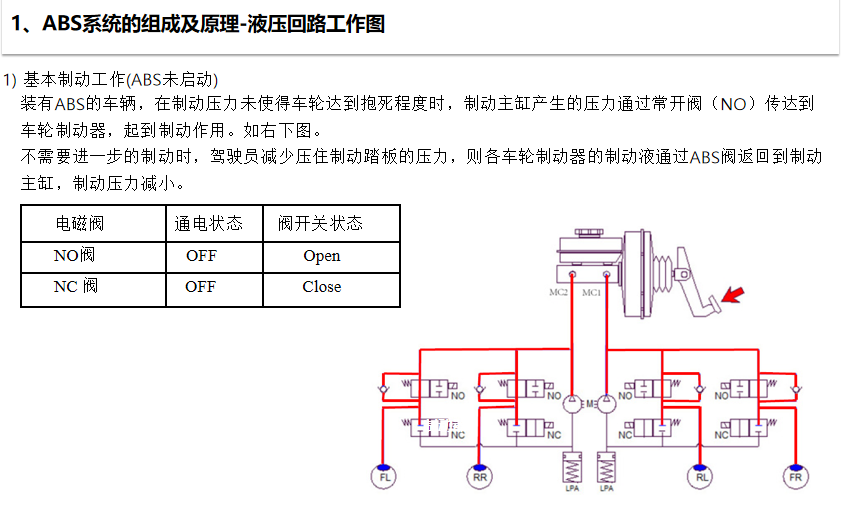 1、ABS系统的组成及原理-液压回路工作图
1) 基本制动工作(ABS未启动)
装有ABS的车辆，在制动压力未使得车轮达到抱死程度时，制动主缸产生的压力通过常开阀（NO）传达到
车轮制动器，起到制动作用。如右下图。
不需要进一步的制动时，驾驶员减少压住制动踏板的压力，则各车轮制动器的制动液通过ABS阀返回到制动
主缸，制动压力减小。
电磁阀 通电状态 阀开关状态
NO阀 OFF Open
NC 阀 OFF Close
MC2 MC1
NO NO M NO NO
NC NC NC NC
FL RR LPA LPA RL FR